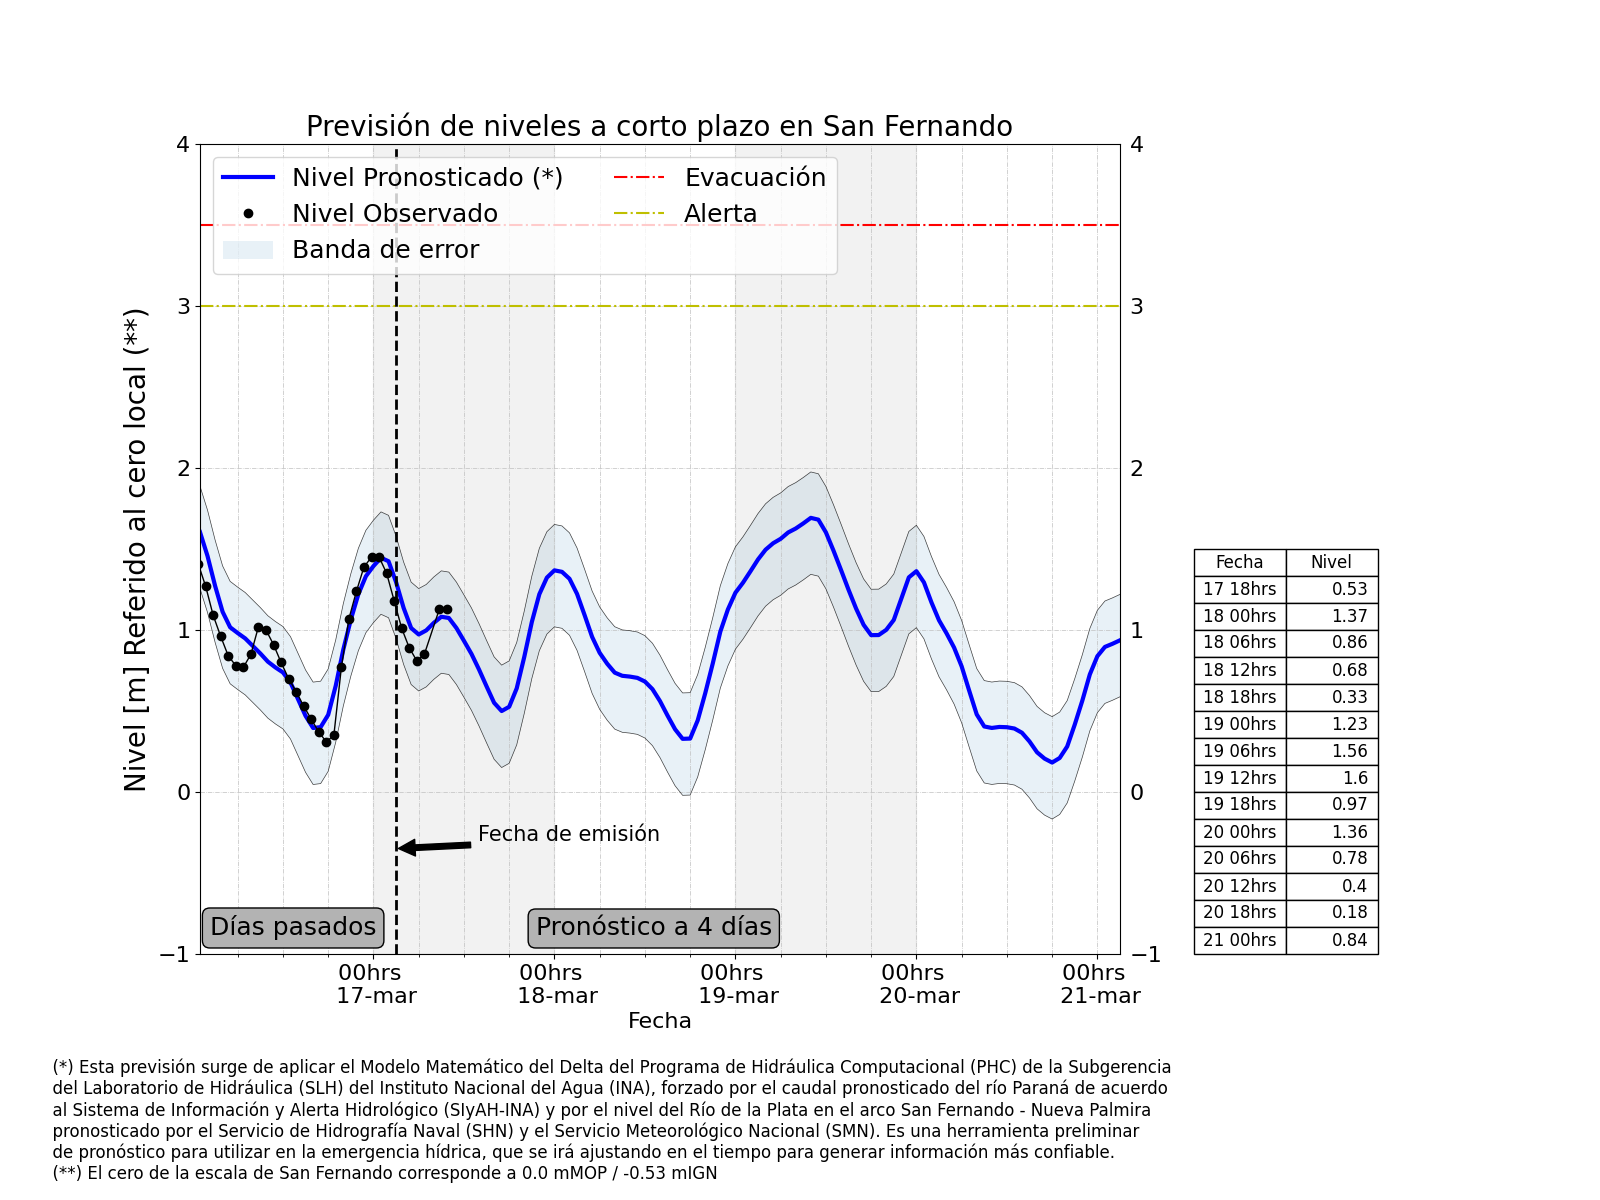 Previsión de niveles a corto plazo en San Fernando
4
3
2
1
0
−1
4
3
2
1
0
−1
Nivel Pronosticado (*)
Nivel Observado
Banda de error
Evacuación
Alerta
Nivel [m] Referido al cero local (**)
Fecha de emisión
Días pasados
Pronóstico a 4 días
00hrs
17-mar
00hrs
18-mar
00hrs
19-mar
00hrs
20-mar
00hrs
21-mar
Fecha
Fecha Nivel
17 18hrs 0.53
18 00hrs 1.37
18 06hrs 0.86
18 12hrs 0.68
18 18hrs 0.33
19 00hrs 1.23
19 06hrs 1.56
19 12hrs 1.6
19 18hrs 0.97
20 00hrs 1.36
20 06hrs 0.78
20 12hrs 0.4
20 18hrs 0.18
21 00hrs 0.84
(*) Esta previsión surge de aplicar el Modelo Matemático del Delta del Programa de Hidráulica Computacional (PHC) de la Subgerencia
del Laboratorio de Hidráulica (SLH) del Instituto Nacional del Agua (INA), forzado por el caudal pronosticado del río Paraná de acuerdo
al Sistema de Información y Alerta Hidrológico (SIyAH-INA) y por el nivel del Río de la Plata en el arco San Fernando - Nueva Palmira
pronosticado por el Servicio de Hidrografía Naval (SHN) y el Servicio Meteorológico Nacional (SMN). Es una herramienta preliminar
de pronóstico para utilizar en la emergencia hídrica, que se irá ajustando en el tiempo para generar información más confiable.
(**) El cero de la escala de San Fernando corresponde a 0.0 mMOP / -0.53 mIGN